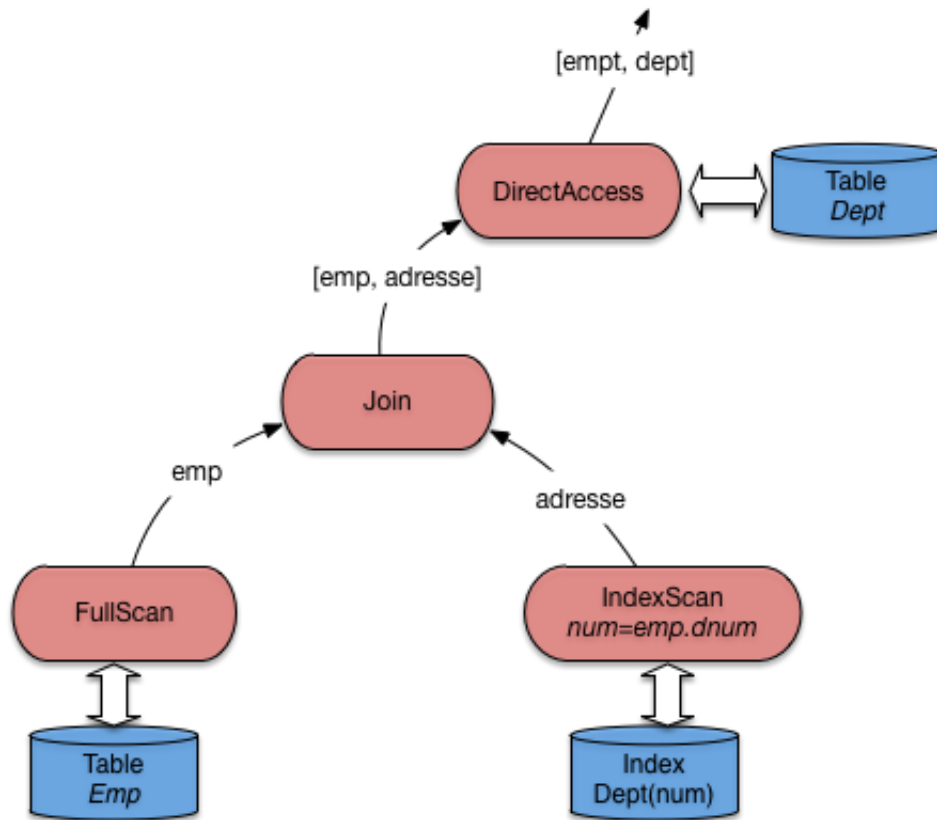 [empt, dept]
DirectAccess
Table
Dept
[emp, adresse]
Join
emp
adresse
FullScan
IndexScan
num=emp.dnum
Table
Emp
Index
Dept(num)